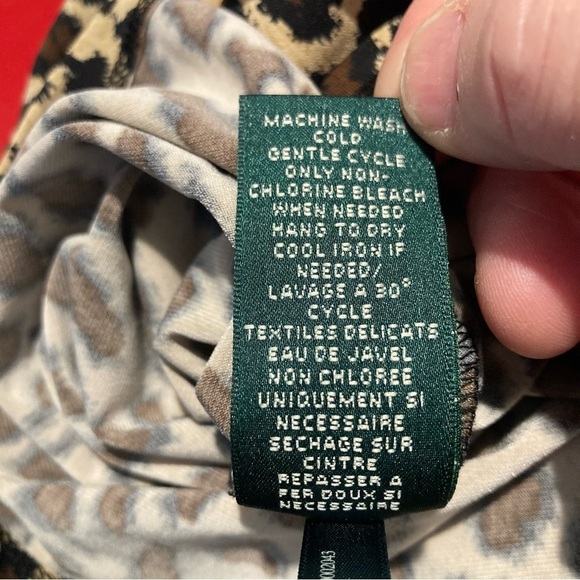 MACHINE WASH
COLD
GENTLE CYCLE
ONLY NON-
CHLORINE BLEACH
WHEN NEEDED
HANG TO DRY
COOL IRON IF
NEEDED/
LAVAGE A 30°
CYCLE
TEXTILES DELICATS
EAU DE JAVEL
NON CHLOREE
UNIQUEMENT SI
NECESSAIRE
SECHAGE SUR
CINTRE
REPASSER A
FER DOUX SI
NECESSAIRE